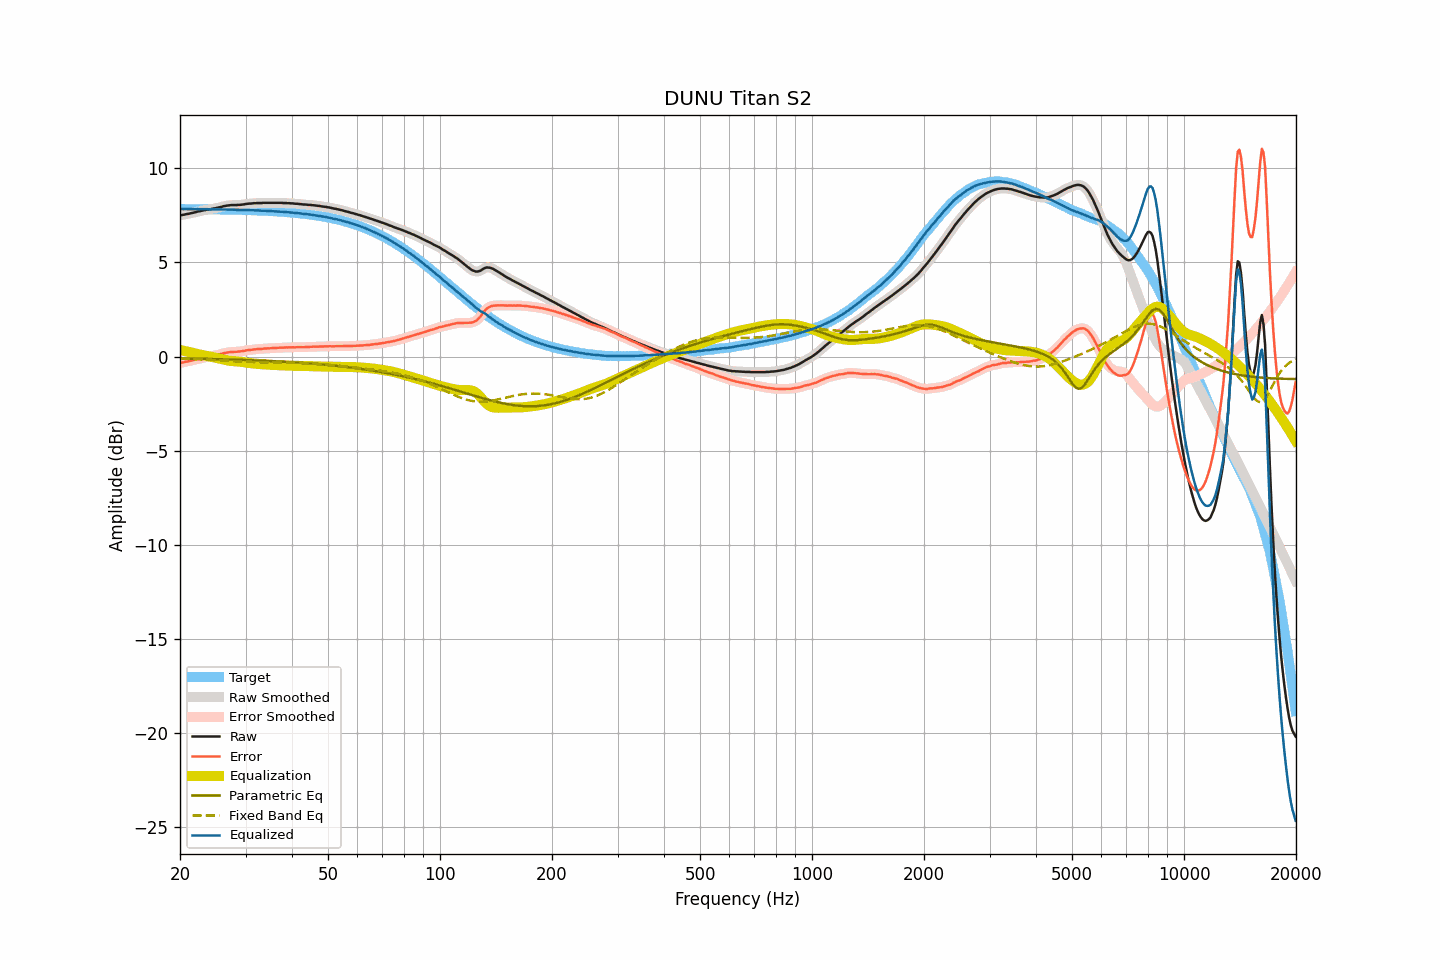 DUNU Titan S2
Amplitude (dBr)
10
5
0
−5
−10
−15
−20
−25
Target
Raw Smoothed
Error Smoothed
Raw
Error
Equalization
Parametric Eq
Fixed Band Eq
Equalized
20 50 100 200 500 1000 2000 5000 10000 20000
Frequency (Hz)